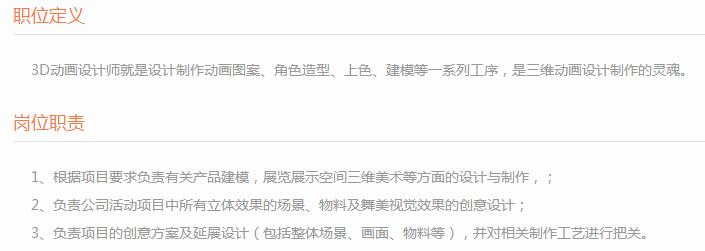 职位定义
3D动画设计师就是设计制作动画图案、角色造型、上色、建模等一系列工序，是三维动画设计制作的灵魂。
岗位职责
1、根据项目要求负责有关产品建模，展览展示空间三维美术等方面的设计与制作，；
2、负责公司活动项目中所有立体效果的场景、物料及舞美视觉效果的创意设计；
3、负责项目的创意方案及延展设计（包括整体场景、画面、物料等），并对相关制作工艺进行把关。